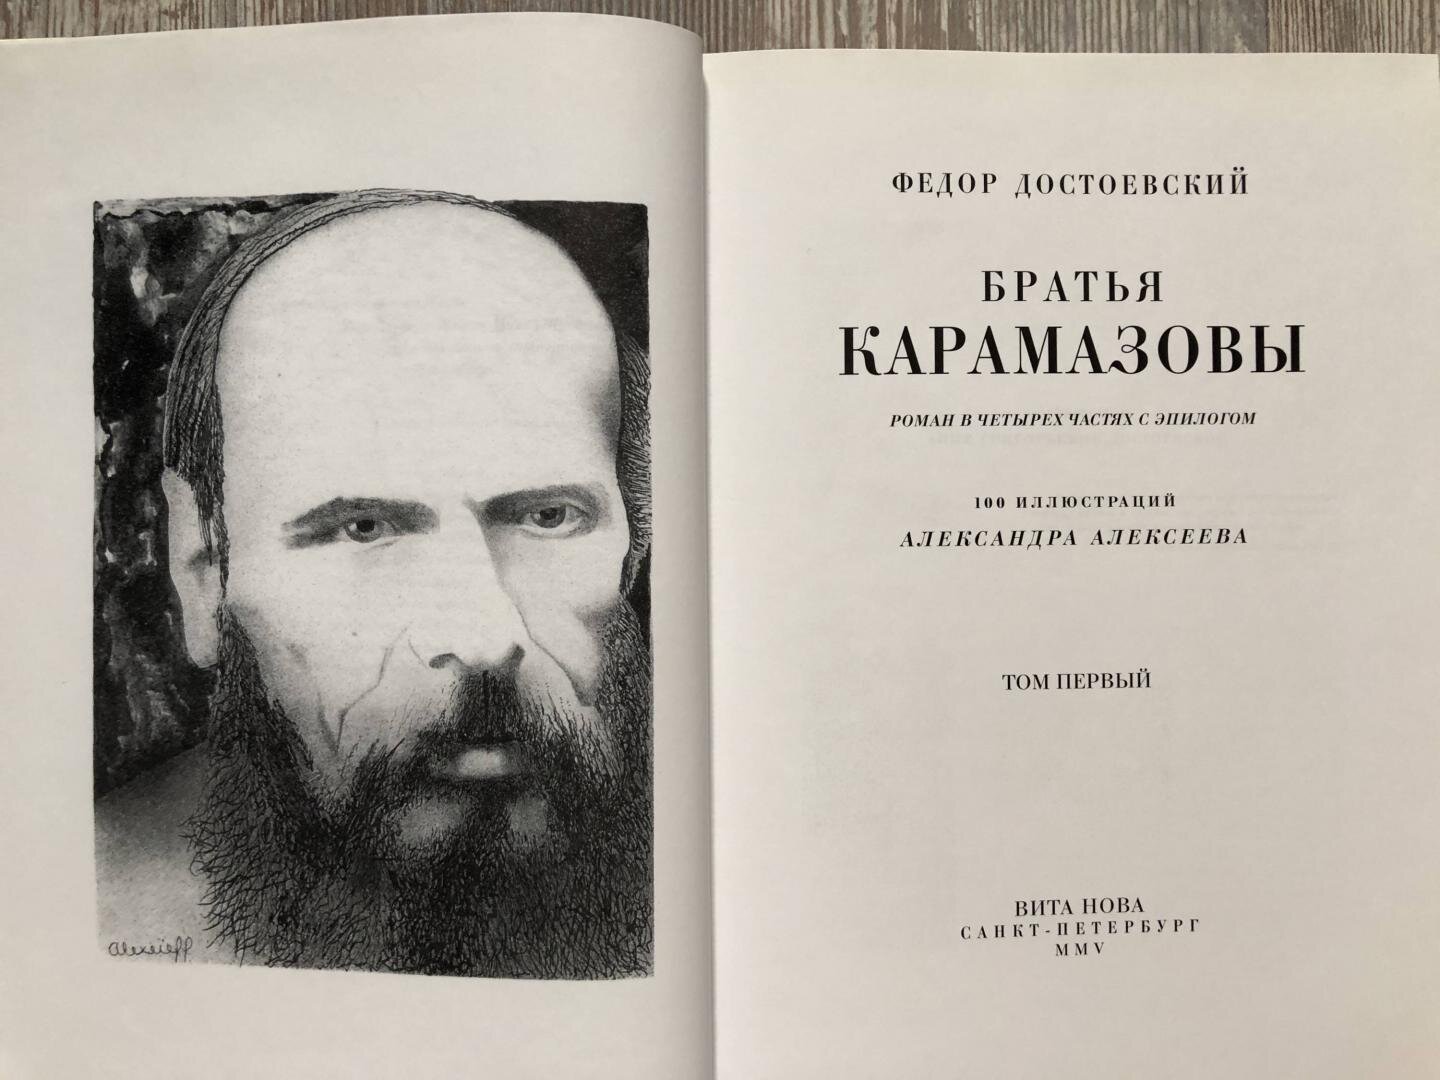 Alexeïeff
ФЕДОР ДОСТОЕВСКИЙ
БРАТЬЯ
КАРАМАЗОВЫ
РОМАН В ЧЕТЫРЕХ ЧАСТЯХ С ЭПИЛОГОМ
100 ИЛЛЮСТРАЦИЙ
АЛЕКСАНДРА АЛЕКСЕЕВА
ТОМ ПЕРВЫЙ
ВИТА НОВА
САНКТ-ПЕТЕРБУРГ
MMV